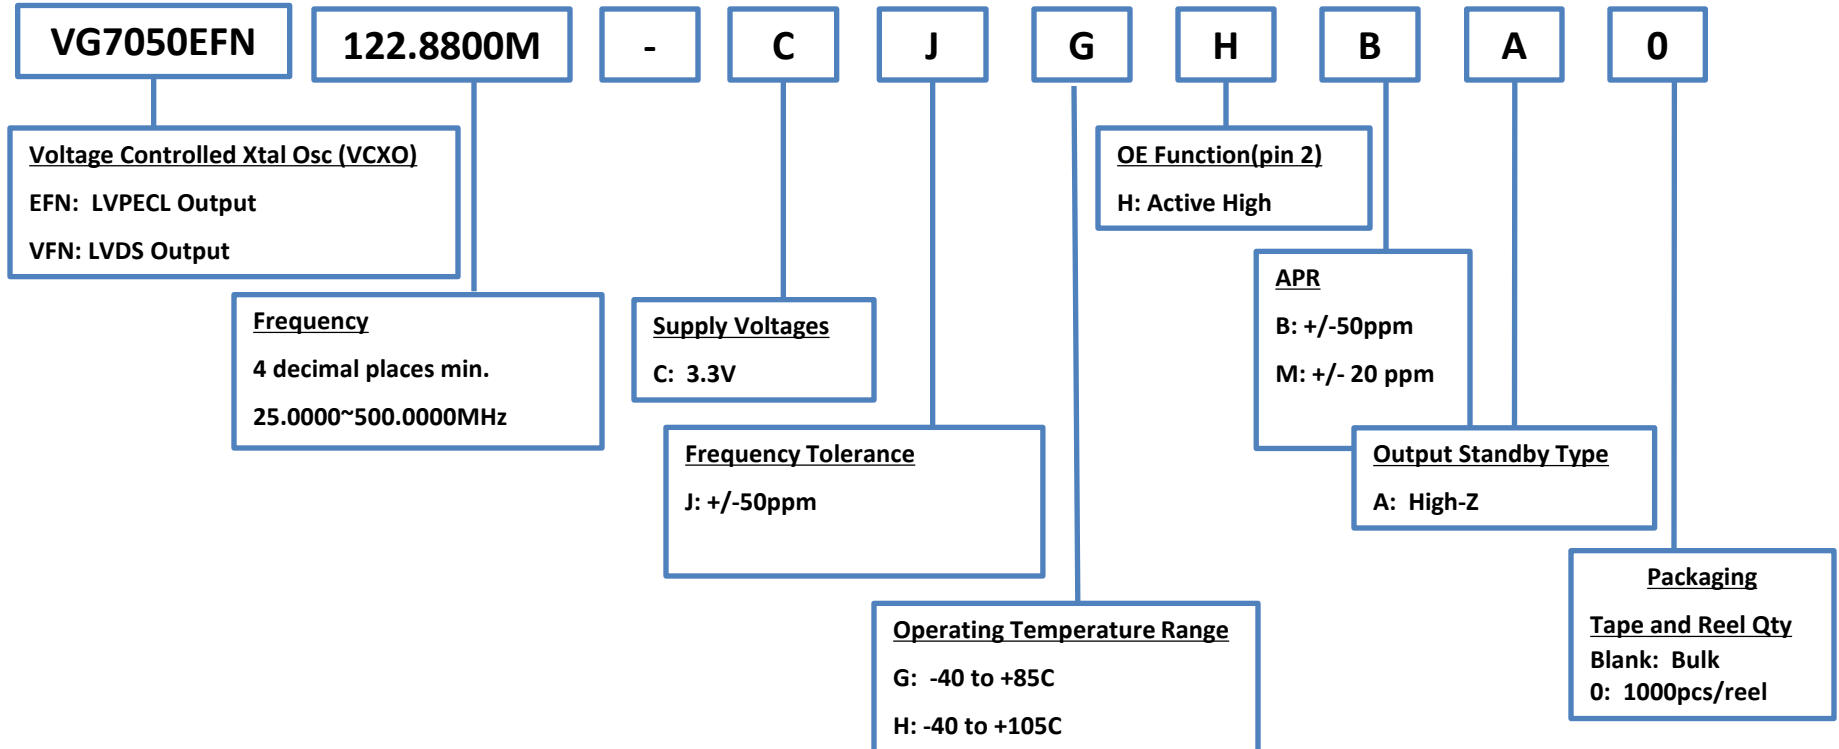 VG7050EFN 122.8800M - C J G H B A 0
Voltage Controlled Xtal Osc (VCXO)
EFN: LVPECL Output
VFN: LVDS Output
OE Function(pin 2)
H: Active High
Frequency
4 decimal places min.
25.0000~500.0000MHz
Supply Voltages
C: 3.3V
APR
B: +/-50ppm
M: +/- 20 ppm
Frequency Tolerance
J: +/-50ppm
Output Standby Type
A: High-Z
Operating Temperature Range
G: -40 to +85C
H: -40 to +105C
Packaging
Tape and Reel Qty
Blank: Bulk
0: 1000pcs/reel